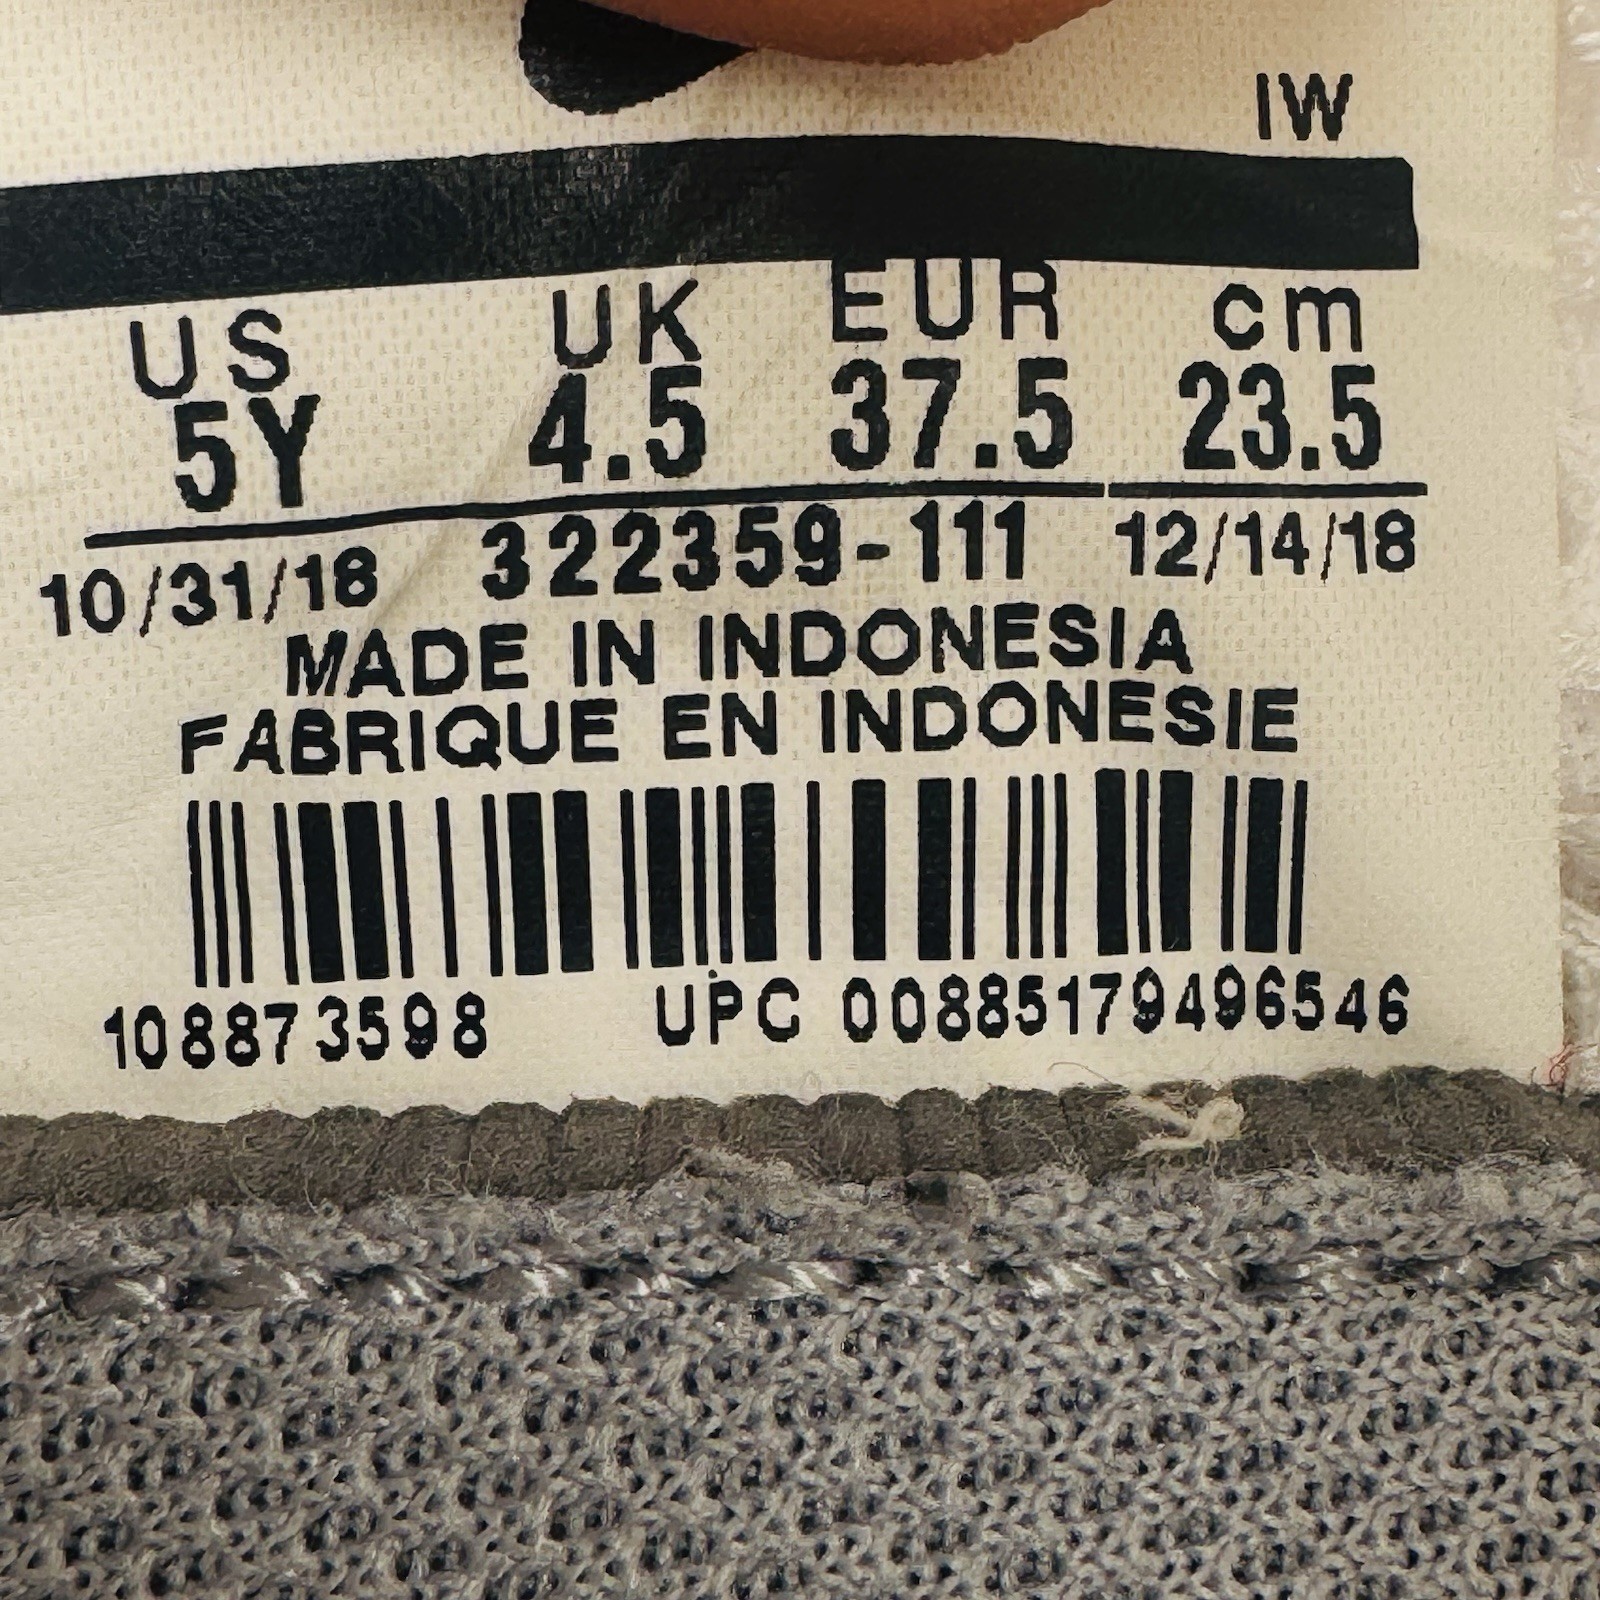 IW
US UK EUR cm
5Y 4.5 37.5 23.5
10/31/18 322359-111 12/14/18
MADE IN INDONESIA
FABRIQUE EN INDONESIE
108873598 UPC 00885179496546